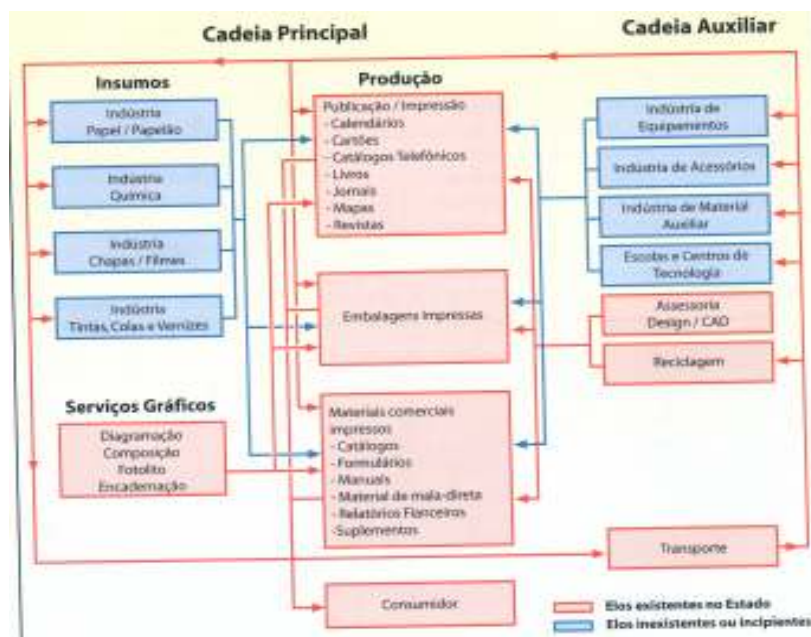 Cadeia Principal
Cadeia Auxiliar
Insumos
Indústria
Papel / Papelão
Indústria
Química
Indústria
Chapas / Filmes
Indústria
Tintas, Colas e Vernizes
Serviços Gráficos
Diagramação
Composição
Fotolito
Encadernação
Produção
Publicação / Impressão
- Calendários
- Cartões
- Catálogos Telefônicos
- Livros
- Jornais
- Mapas
- Revistas
Embalagens Impressas
Materiais comerciais
impressos
- Catálogos
- Formulários
- Manuais
- Material de mala-direta
- Relatórios Fianceiros
-Suplementos
Consumidor
Indústria de
Equipamentos
Indústria de Acessórios
Indústria de Material
Auxiliar
Escolas e Centros de
Tecnologia
Assessoria
Design / CAD
Reciclagem
Transporte
Elos existentes no Estado
Elos inexistentes ou incipientes